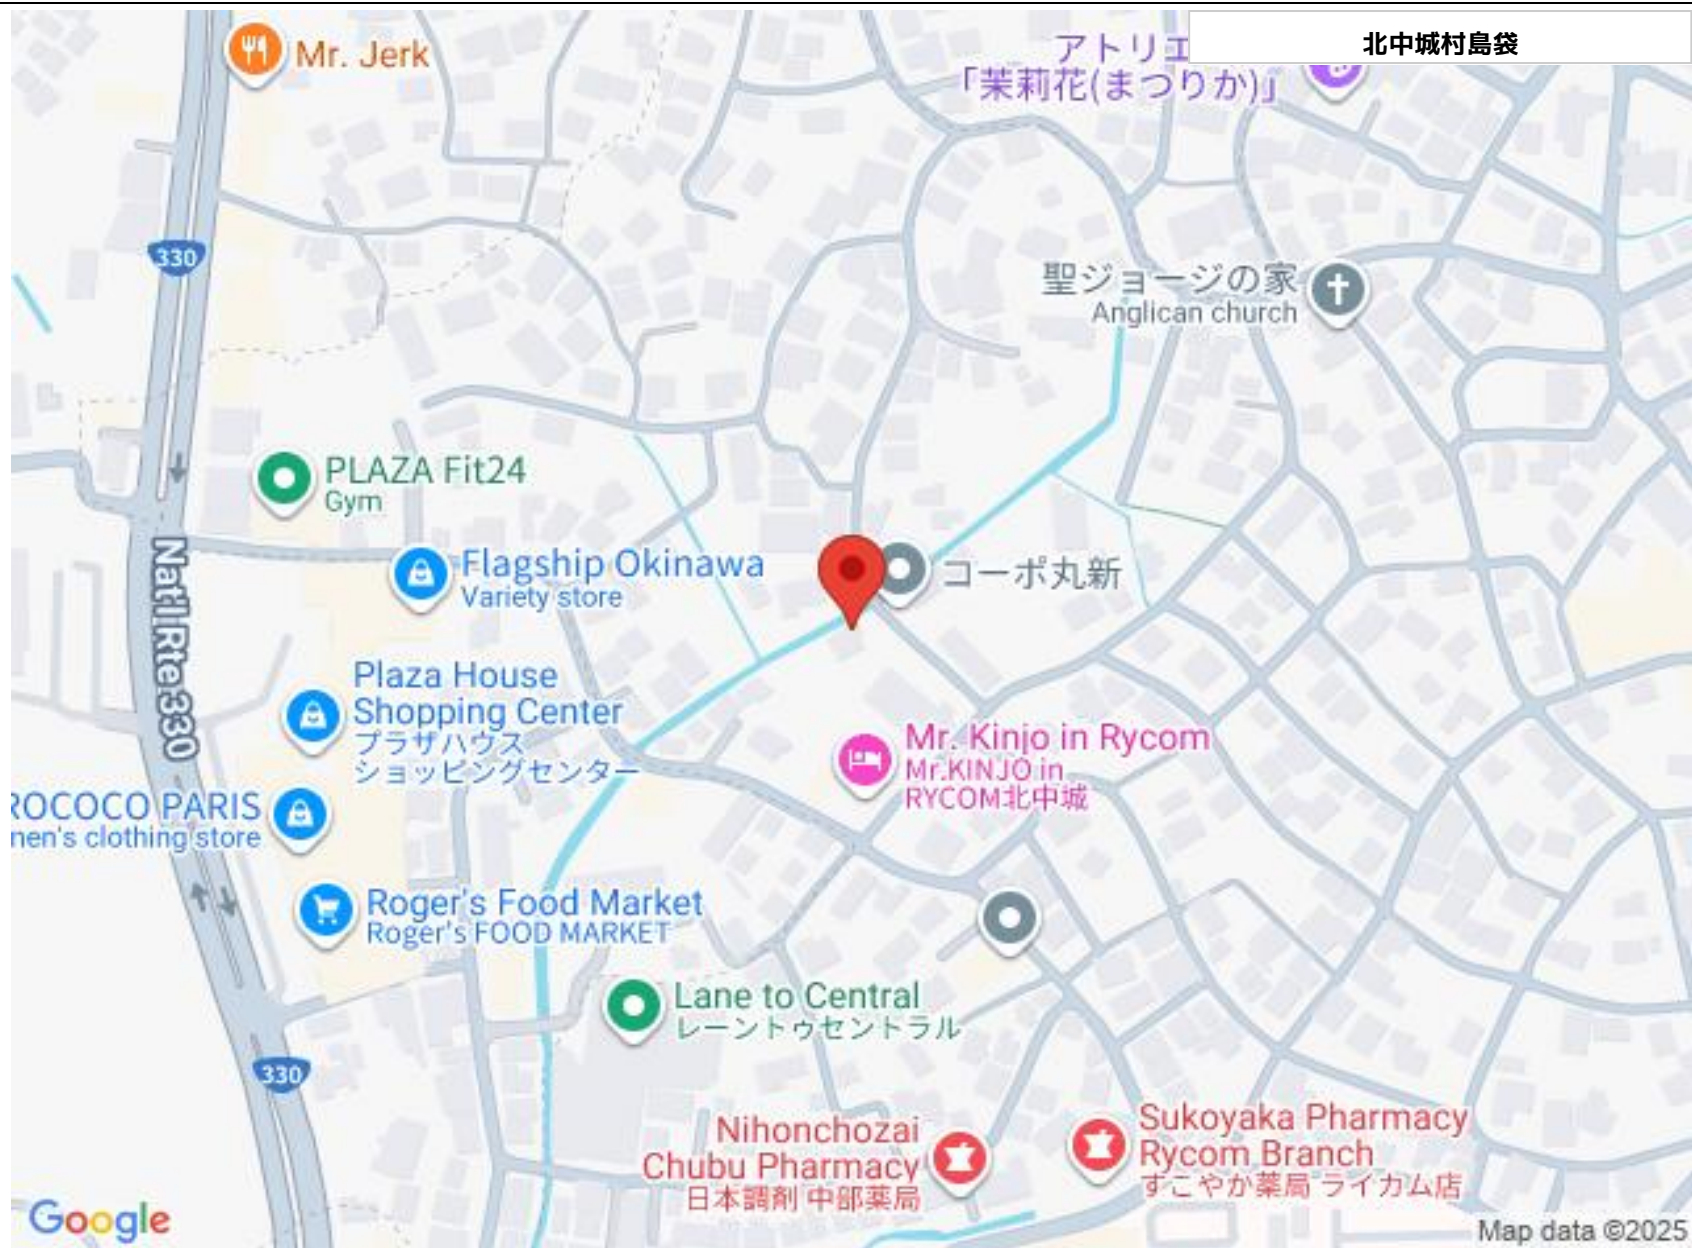 北中城村島袋
Mr. Jerk
アトリエ
「茉莉花(まつりか)」
330
聖ジョージの家
Anglican church
PLAZA Fit24
Gym
Nat'l Rte 330
Flagship Okinawa
Variety store
コーポ丸新
Plaza House
Shopping Center
プラザハウス
ショッピングセンター
Mr. Kinjo in Rycom
Mr.KINJO in
RYCOM北中城
ROCOCO PARIS
men's clothing store
Roger's Food Market
Roger's FOOD MARKET
Lane to Central
レーントゥセントラル
330
Nihonchozai
Chubu Pharmacy
日本調剤 中部薬局
Sukoyaka Pharmacy
Rycom Branch
すこやか薬局 ライカム店
Google
Map data ©2025